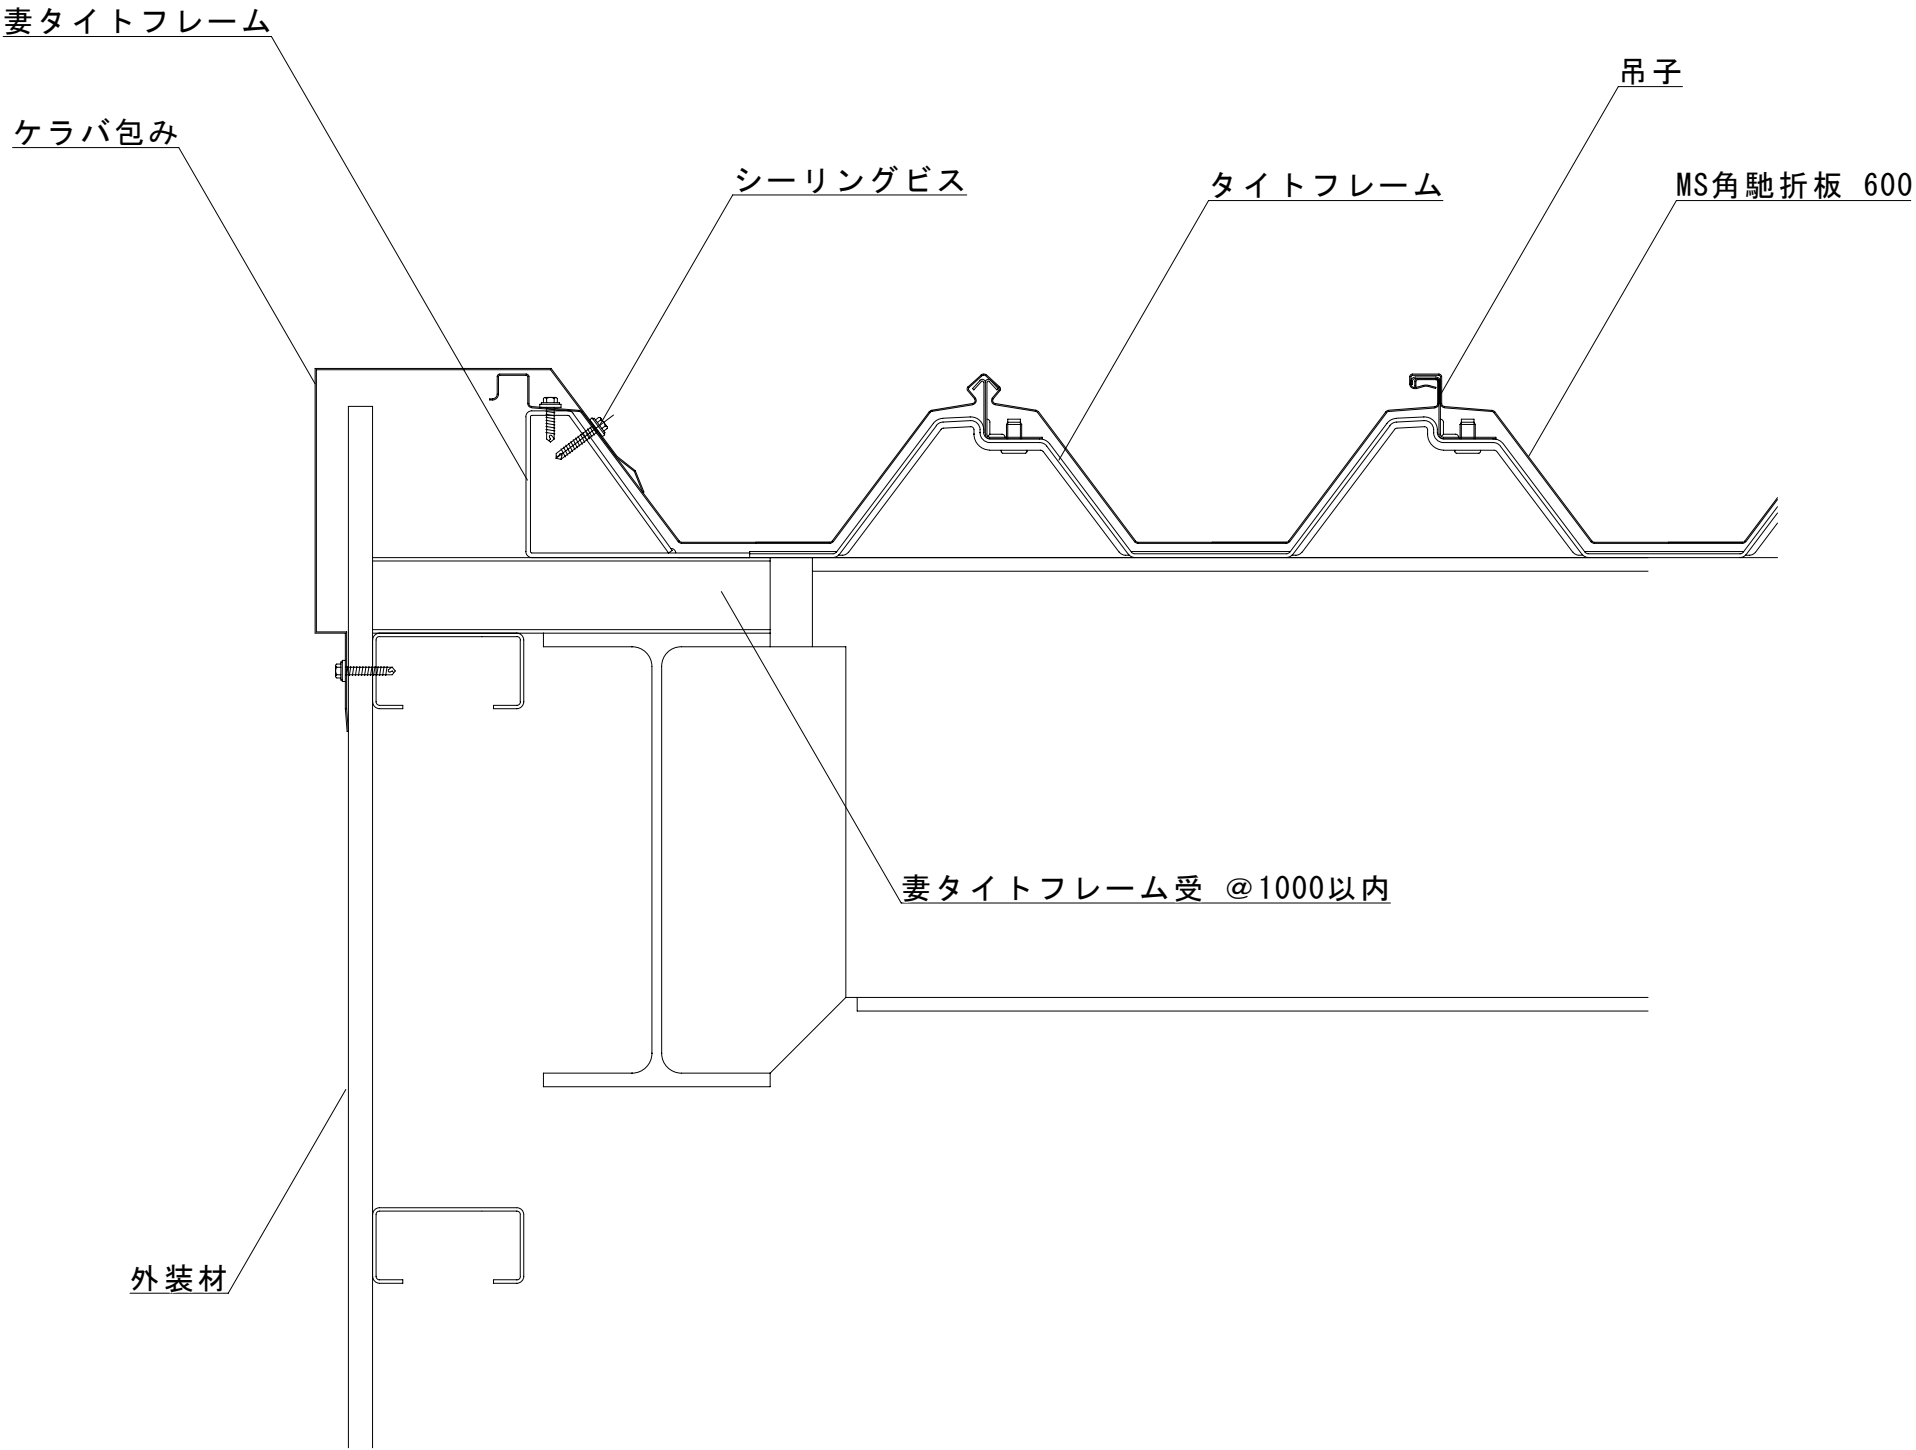 妻タイトフレーム
吊子
ケラバ包み
シーリングビス
タイトフレーム
MS角馳折板 600
妻タイトフレーム受 @1000以内
外装材